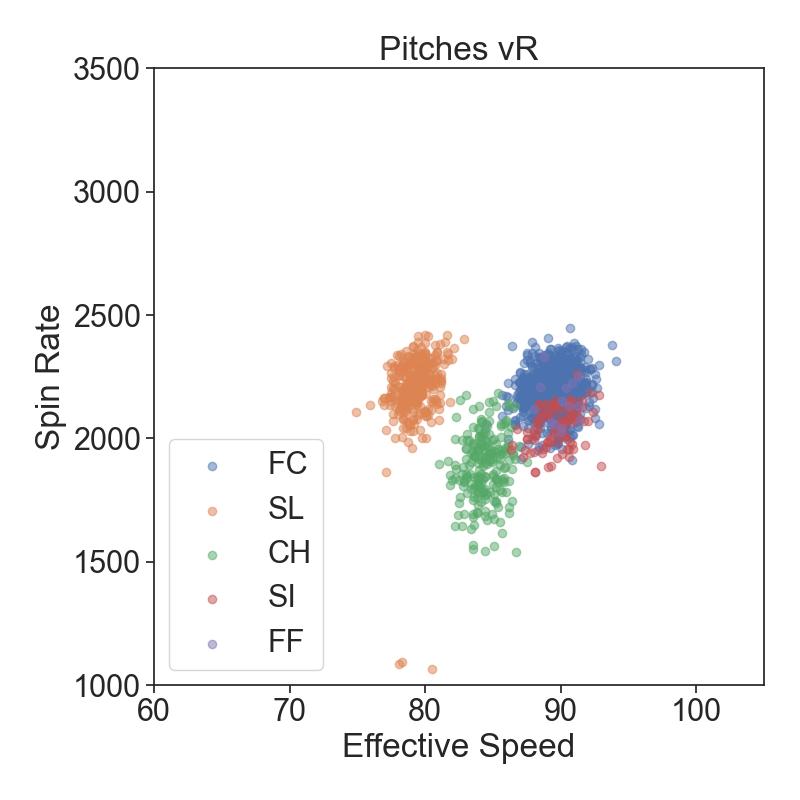 Pitches vR
3500
3000
2500
2000
1500
1000
Spin Rate
FC
SL
CH
SI
FF
60 70 80 90 100
Effective Speed